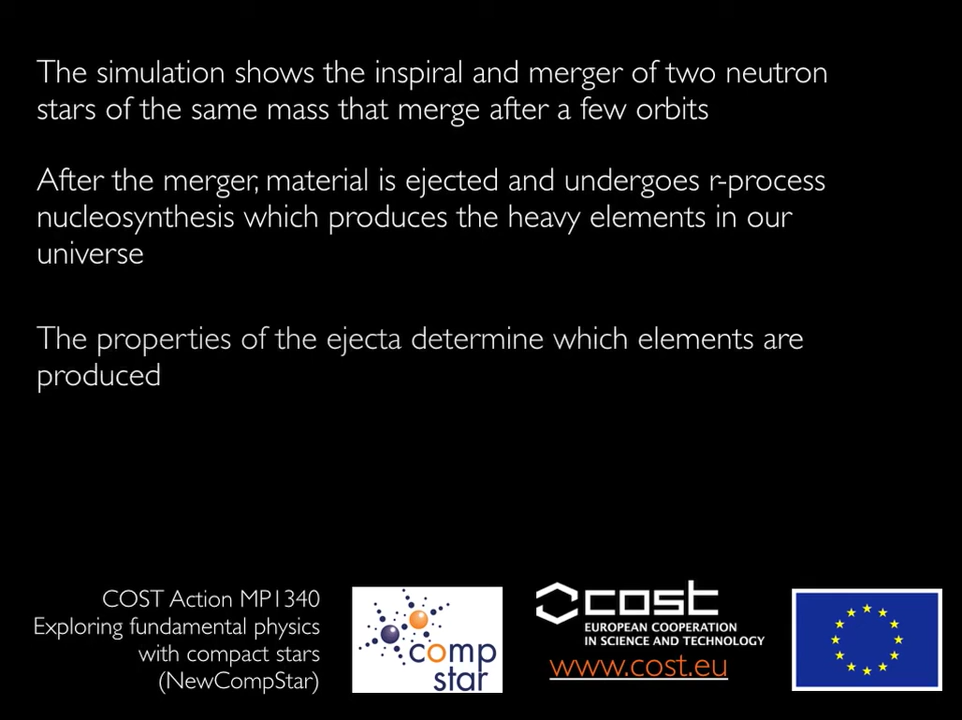 The simulation shows the inspiral and merger of two neutron
stars of the same mass that merge after a few orbits
After the merger, material is ejected and undergoes r-process
nucleosynthesis which produces the heavy elements in our
universe
The properties of the ejecta determine which elements are
produced
COST Action MP1340
Exploring fundamental physics
with compact stars
(NewCompStar)
comp
star
cost
EUROPEAN COOPERATION
IN SCIENCE AND TECHNOLOGY
www.cost.eu